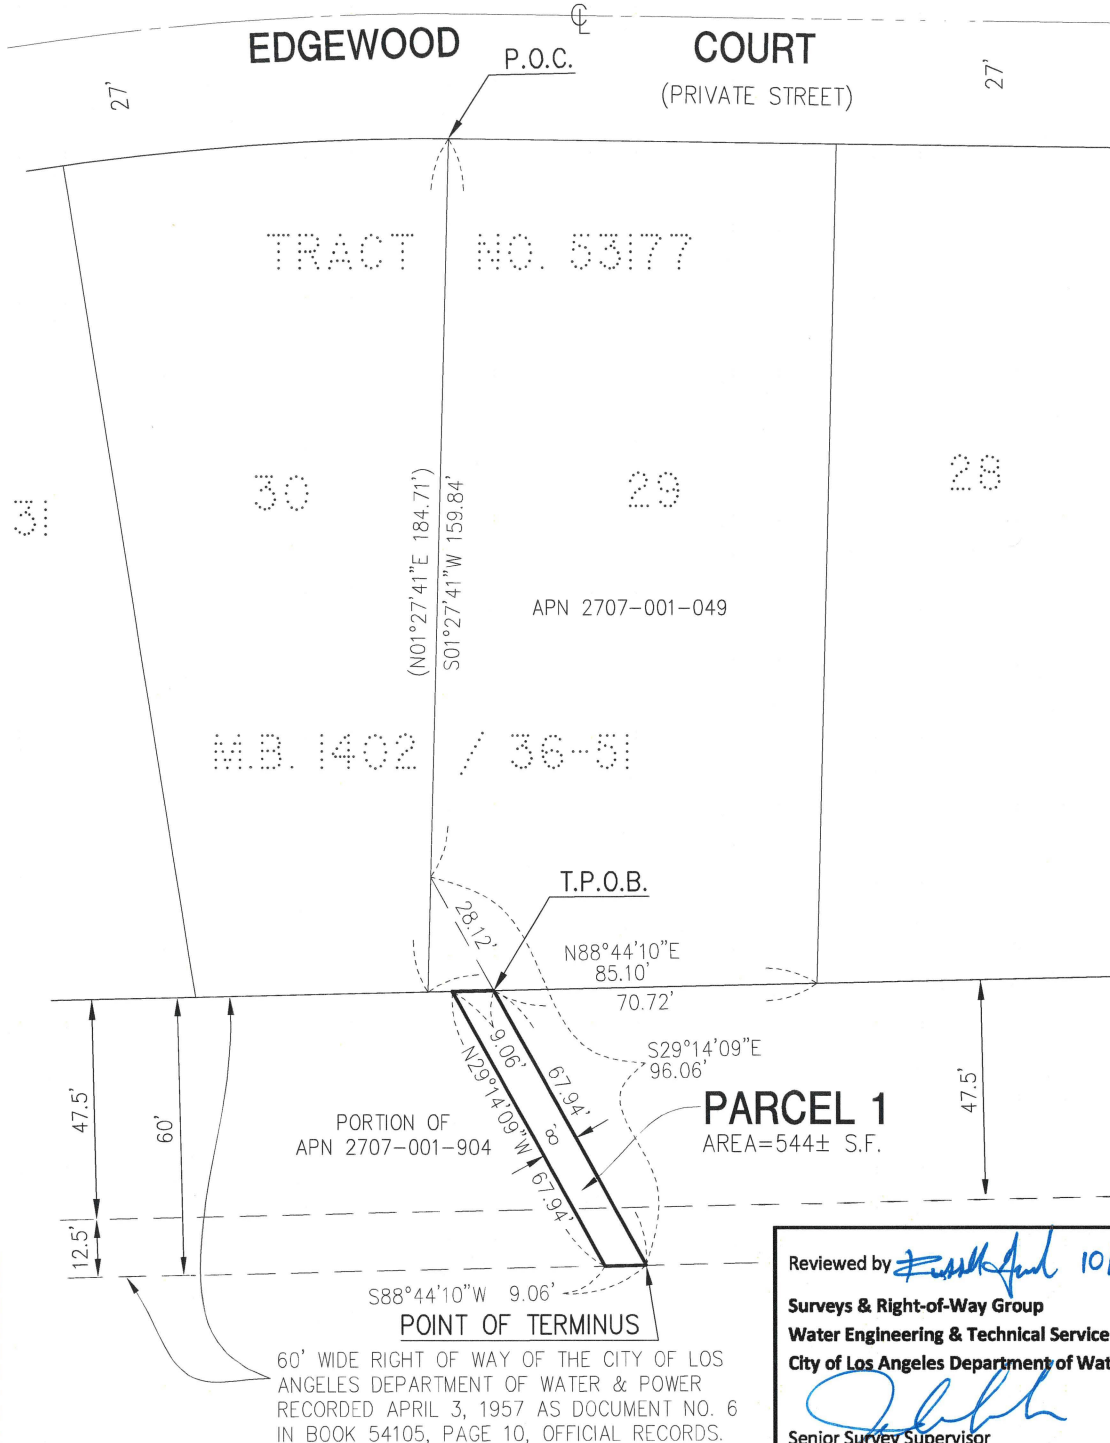 ℄
EDGEWOOD COURT
P.O.C.
(PRIVATE STREET)
27'
27'
TRACT NO. 53177
31
30
29
28
(N01°27'41"E 184.71')
S01°27'41"W 159.84'
APN 2707-001-049
M.B. 1402 / 36-51
T.P.O.B.
28.12'
N88°44'10"E
85.10'
70.72'
9.06'
S29°14'09"E
96.06'
67.94'
N29°14'09"W
67.94'
8'
PARCEL 1
AREA=544± S.F.
47.5'
60'
12.5'
47.5'
PORTION OF
APN 2707-001-904
S88°44'10"W 9.06'
POINT OF TERMINUS
60' WIDE RIGHT OF WAY OF THE CITY OF LOS
ANGELES DEPARTMENT OF WATER & POWER
RECORDED APRIL 3, 1957 AS DOCUMENT NO. 6
IN BOOK 54105, PAGE 10, OFFICIAL RECORDS.
Reviewed by 10/
Surveys & Right-of-Way Group
Water Engineering & Technical Service
City of Los Angeles Department of Wat
Senior Survey Supervisor